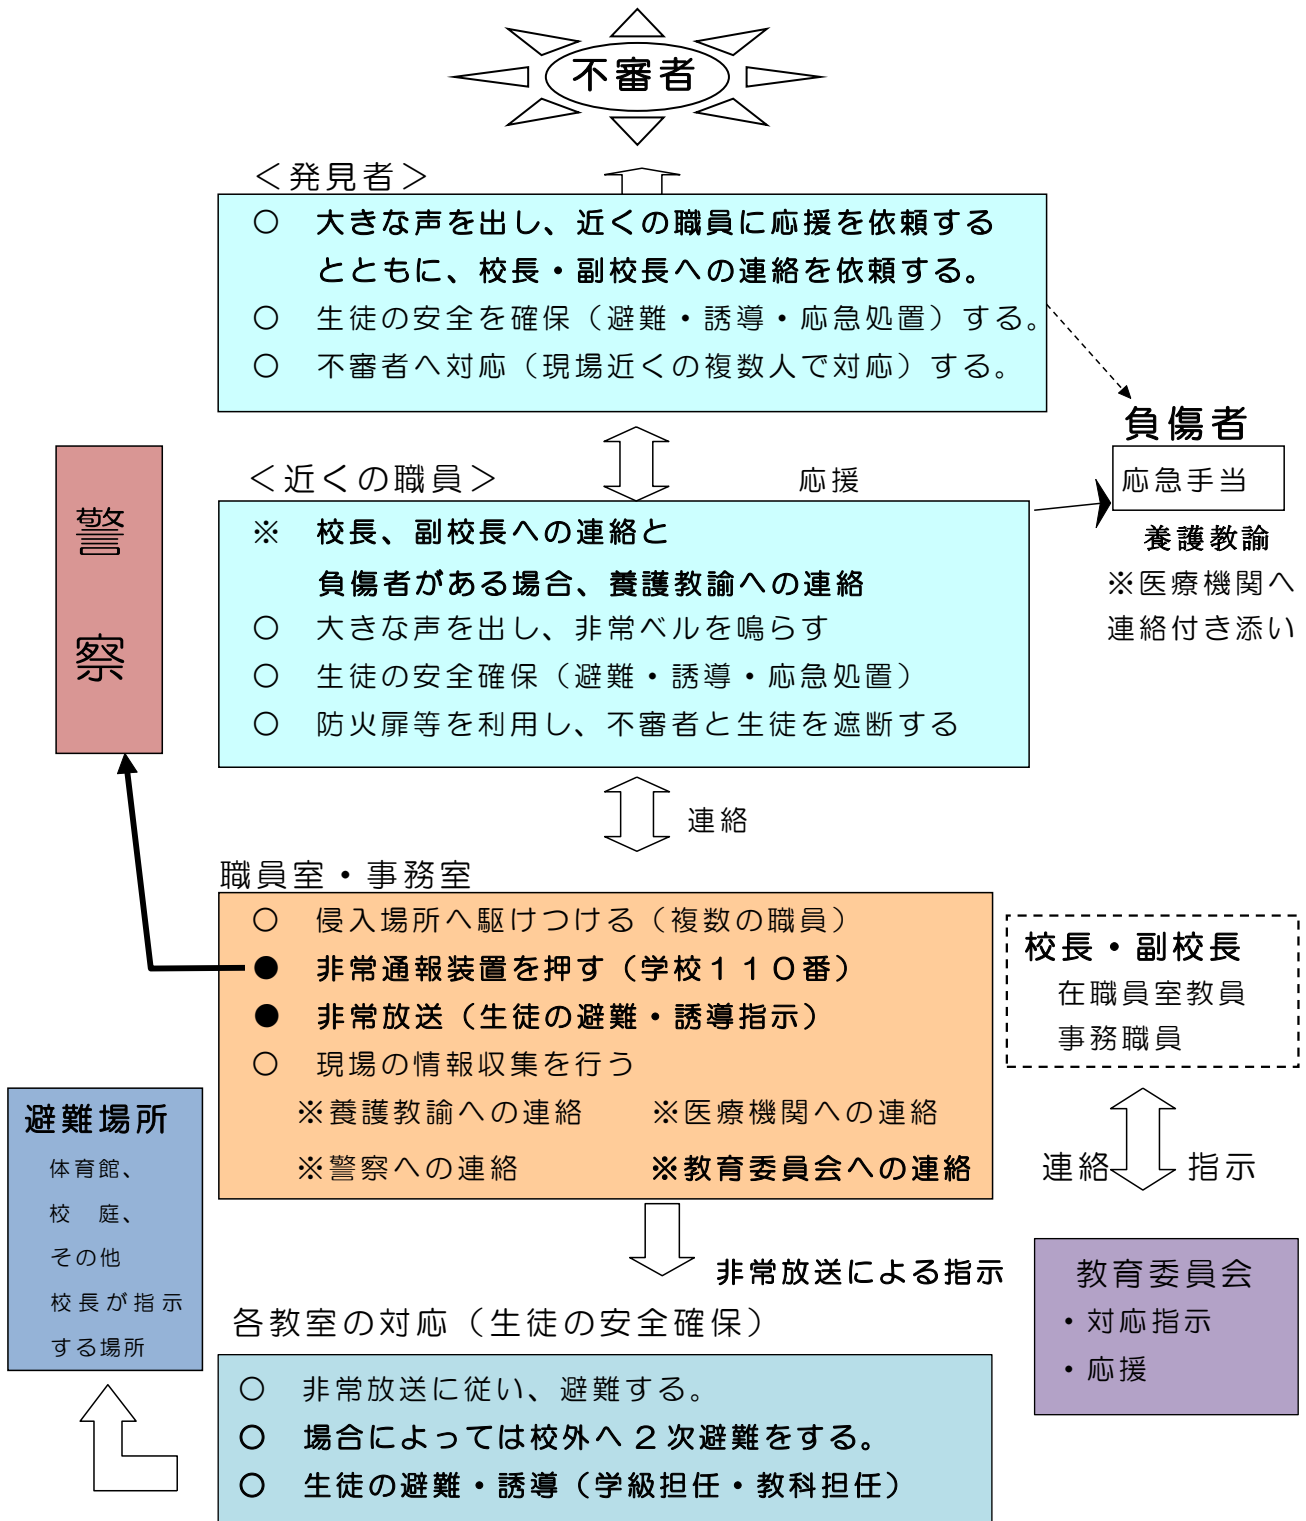 不審者
＜発見者＞
○　大きな声を出し、近くの職員に応援を依頼する
とともに、校長・副校長への連絡を依頼する。
○　生徒の安全を確保（避難・誘導・応急処置）する。
○　不審者へ対応（現場近くの複数人で対応）する。
負傷者
応急手当
養護教諭
※医療機関へ
連絡付き添い
警
察
＜近くの職員＞
応援
※　校長、副校長への連絡と
負傷者がある場合、養護教諭への連絡
○　大きな声を出し、非常ベルを鳴らす
○　生徒の安全確保（避難・誘導・応急処置）
○　防火扉等を利用し、不審者と生徒を遮断する
連絡
職員室・事務室
○　侵入場所へ駆けつける（複数の職員）
●　非常通報装置を押す（学校１１０番）
●　非常放送（生徒の避難・誘導指示）
○　現場の情報収集を行う
※養護教諭への連絡　　※医療機関への連絡
※警察への連絡　　※教育委員会への連絡
校長・副校長
在職員室教員
事務職員
連絡　指示
教育委員会
・対応指示
・応援
避難場所
体育館、
校　庭、
その他
校長が指示
する場所
非常放送による指示
各教室の対応（生徒の安全確保）
○　非常放送に従い、避難する。
○　場合によっては校外へ２次避難をする。
○　生徒の避難・誘導（学級担任・教科担任）